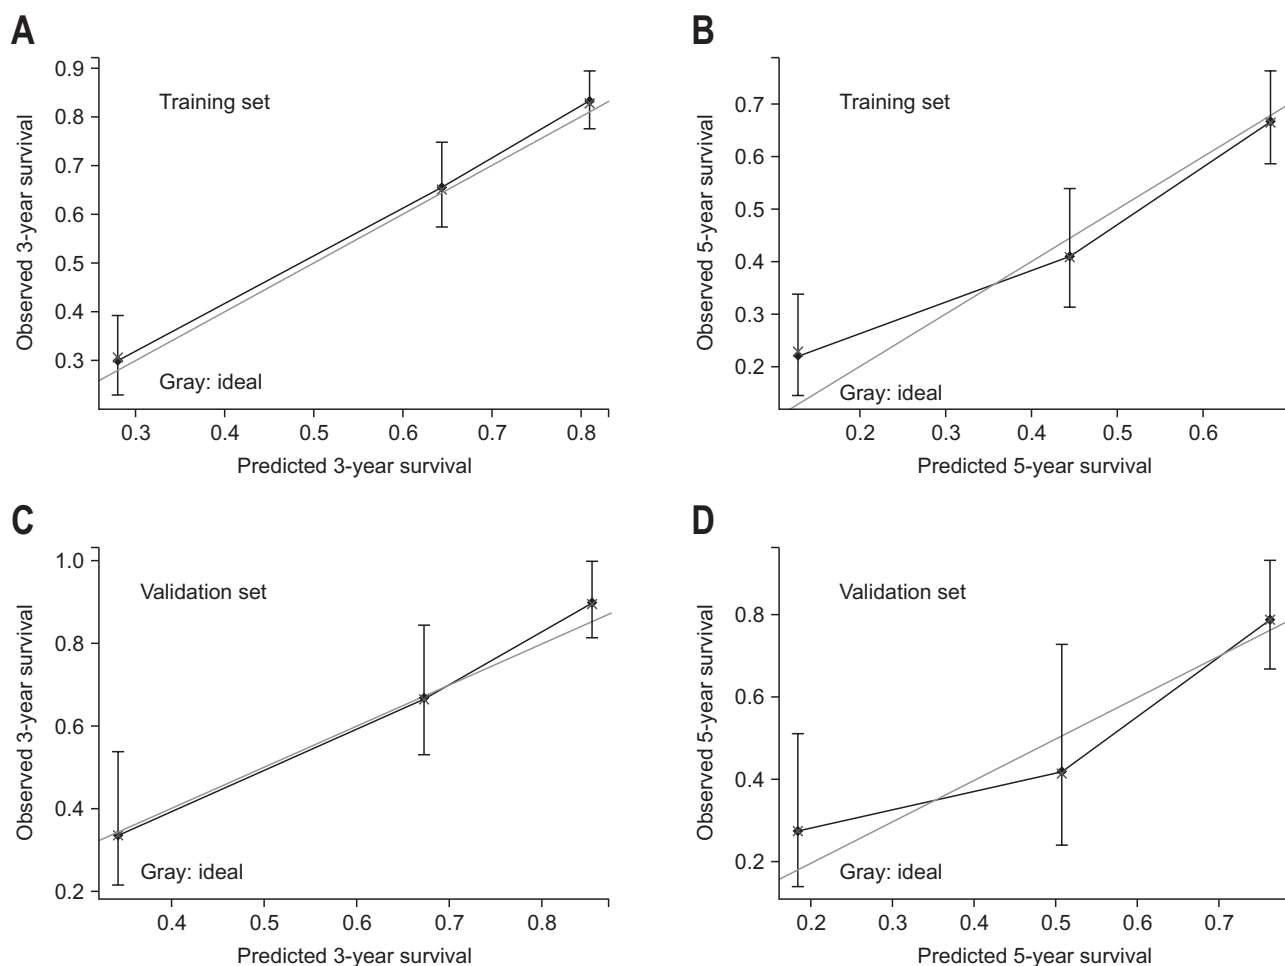 A
Observed 3-year survival
0.9
0.8
0.7
0.6
0.5
0.4
0.3
Training set
Gray: ideal
0.3 0.4 0.5 0.6 0.7 0.8
Predicted 3-year survival
B
Observed 5-year survival
0.7
0.6
0.5
0.4
0.3
0.2
Training set
Gray: ideal
0.2 0.3 0.4 0.5 0.6
Predicted 5-year survival
C
Observed 3-year survival
1.0
0.8
0.6
0.4
0.2
Validation set
Gray: ideal
0.4 0.5 0.6 0.7 0.8
Predicted 3-year survival
D
Observed 5-year survival
0.8
0.6
0.4
0.2
Validation set
Gray: ideal
0.2 0.3 0.4 0.5 0.6 0.7
Predicted 5-year survival